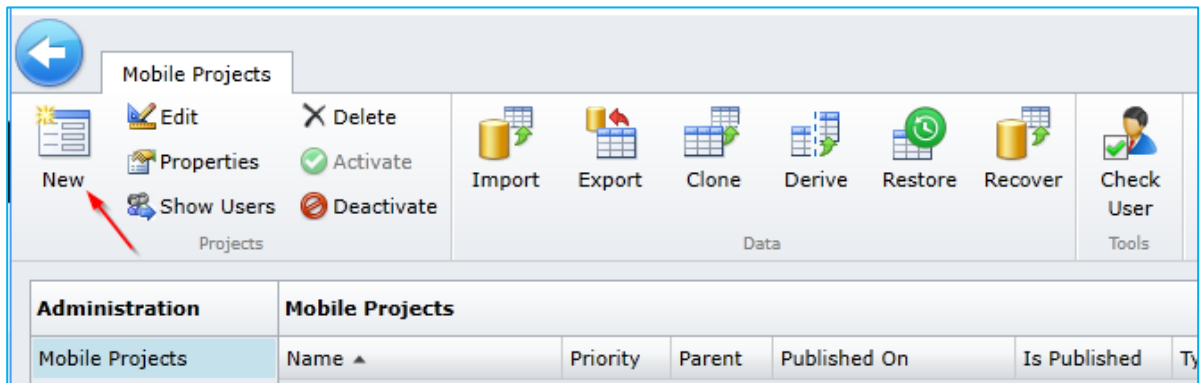 Mobile Projects
New
Edit
Properties
Show Users
Delete
Activate
Deactivate
Projects
Import
Export
Clone
Derive
Restore
Recover
Data
Check
User
Tools
Administration
Mobile Projects
Mobile Projects
Name
Priority
Parent
Published On
Is Published